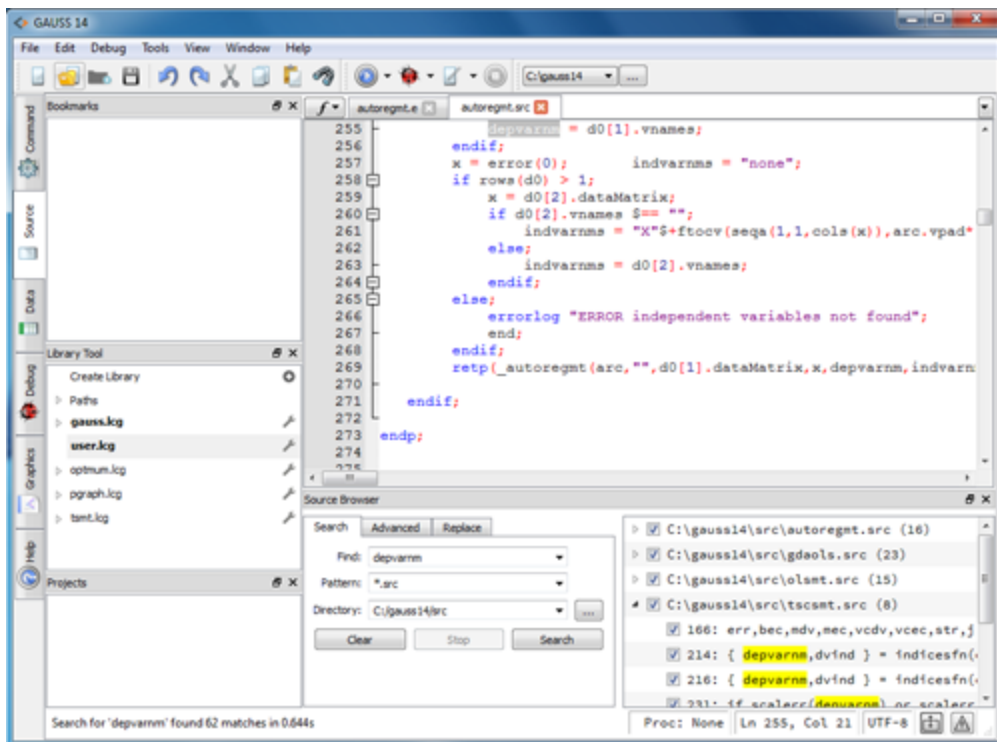 GAUSS 14
File Edit Debug Tools View Window Help
C:\gauss14
Command
Source
Data
Debug
Graphics
Help
Bookmarks
Library Tool
Create Library
Paths
gauss.lcg
user.lcg
optmum.lcg
pgraph.lcg
tsmt.lcg
Projects
f autoregmt.e autoregmt.src
255 depvarnm = d0[1].vnames;
256 endif;
257 x = error(0); indvarnms = "none";
258 if rows(d0) > 1;
259 x = d0[2].dataMatrix;
260 if d0[2].vnames $== "";
261 indvarnms = "X"$+ftocv(seqa(1,1,cols(x)),arc.vpad*
262 else;
263 indvarnms = d0[2].vnames;
264 endif;
265 else;
266 errorlog "ERROR independent variables not found";
267 end;
268 endif;
269 retp(_autoregmt(arc,"",d0[1].dataMatrix,x,depvarnm,indvarn
270
271 endif;
272
273 endp;
274
275
Source Browser
Search Advanced Replace
Find: depvarnm
Pattern: *.src
Directory: C:/gauss14/src ...
Clear Stop Search
C:\gauss14\src\autoregmt.src (16)
C:\gauss14\src\gdaols.src (23)
C:\gauss14\src\olsmt.src (15)
C:\gauss14\src\tscsmt.src (8)
166: err,bec,mdv,mec,vcdv,vcec,str,j
214: { depvarnm,dvind } = indicesfn(
216: { depvarnm,dvind } = indicesfn(
231: if scalerr(depvarnm) or scalerr
Search for 'depvarnm' found 62 matches in 0.644s
Proc: None Ln 255, Col 21 UTF-8